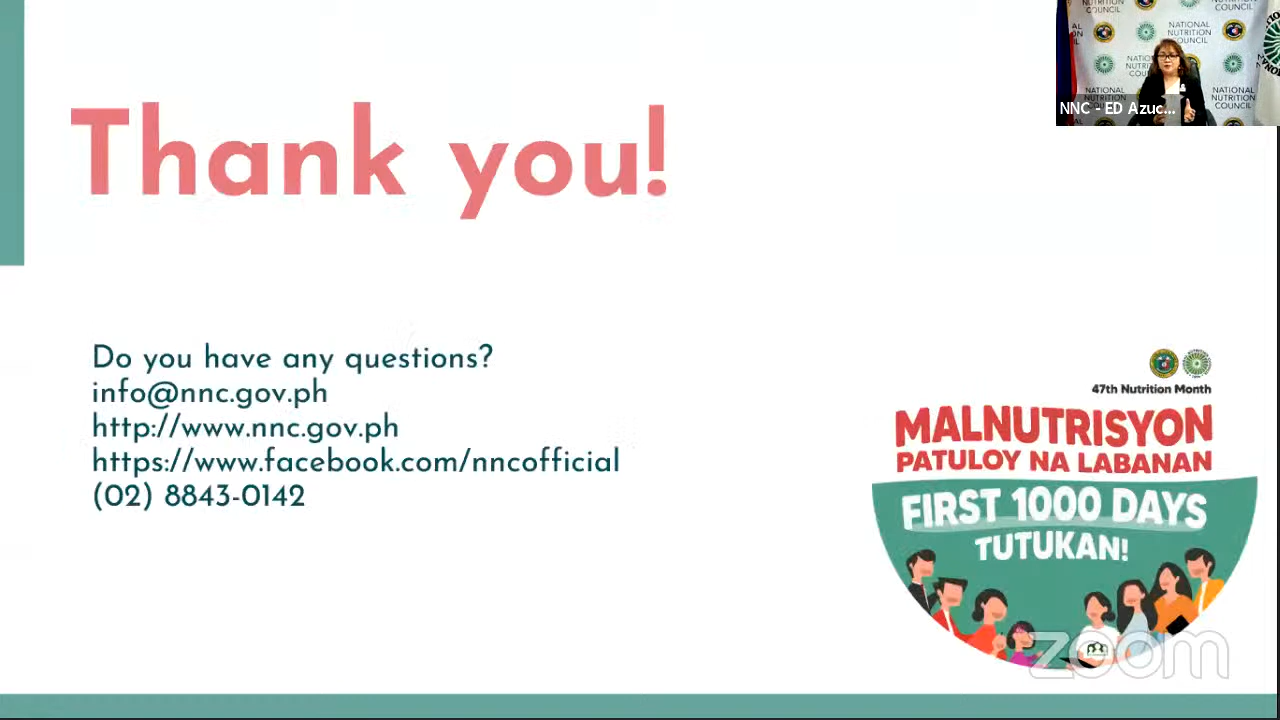 NATIONAL
NUTRITION
COUNCIL
NNC - ED Azuc...
Thank you!
Do you have any questions?
info@nnc.gov.ph
http://www.nnc.gov.ph
https://www.facebook.com/nncofficial
(02) 8843-0142
47th Nutrition Month
MALNUTRISYON
PATULOY NA LABANAN
FIRST 1000 DAYS
TUTUKAN!
zoom